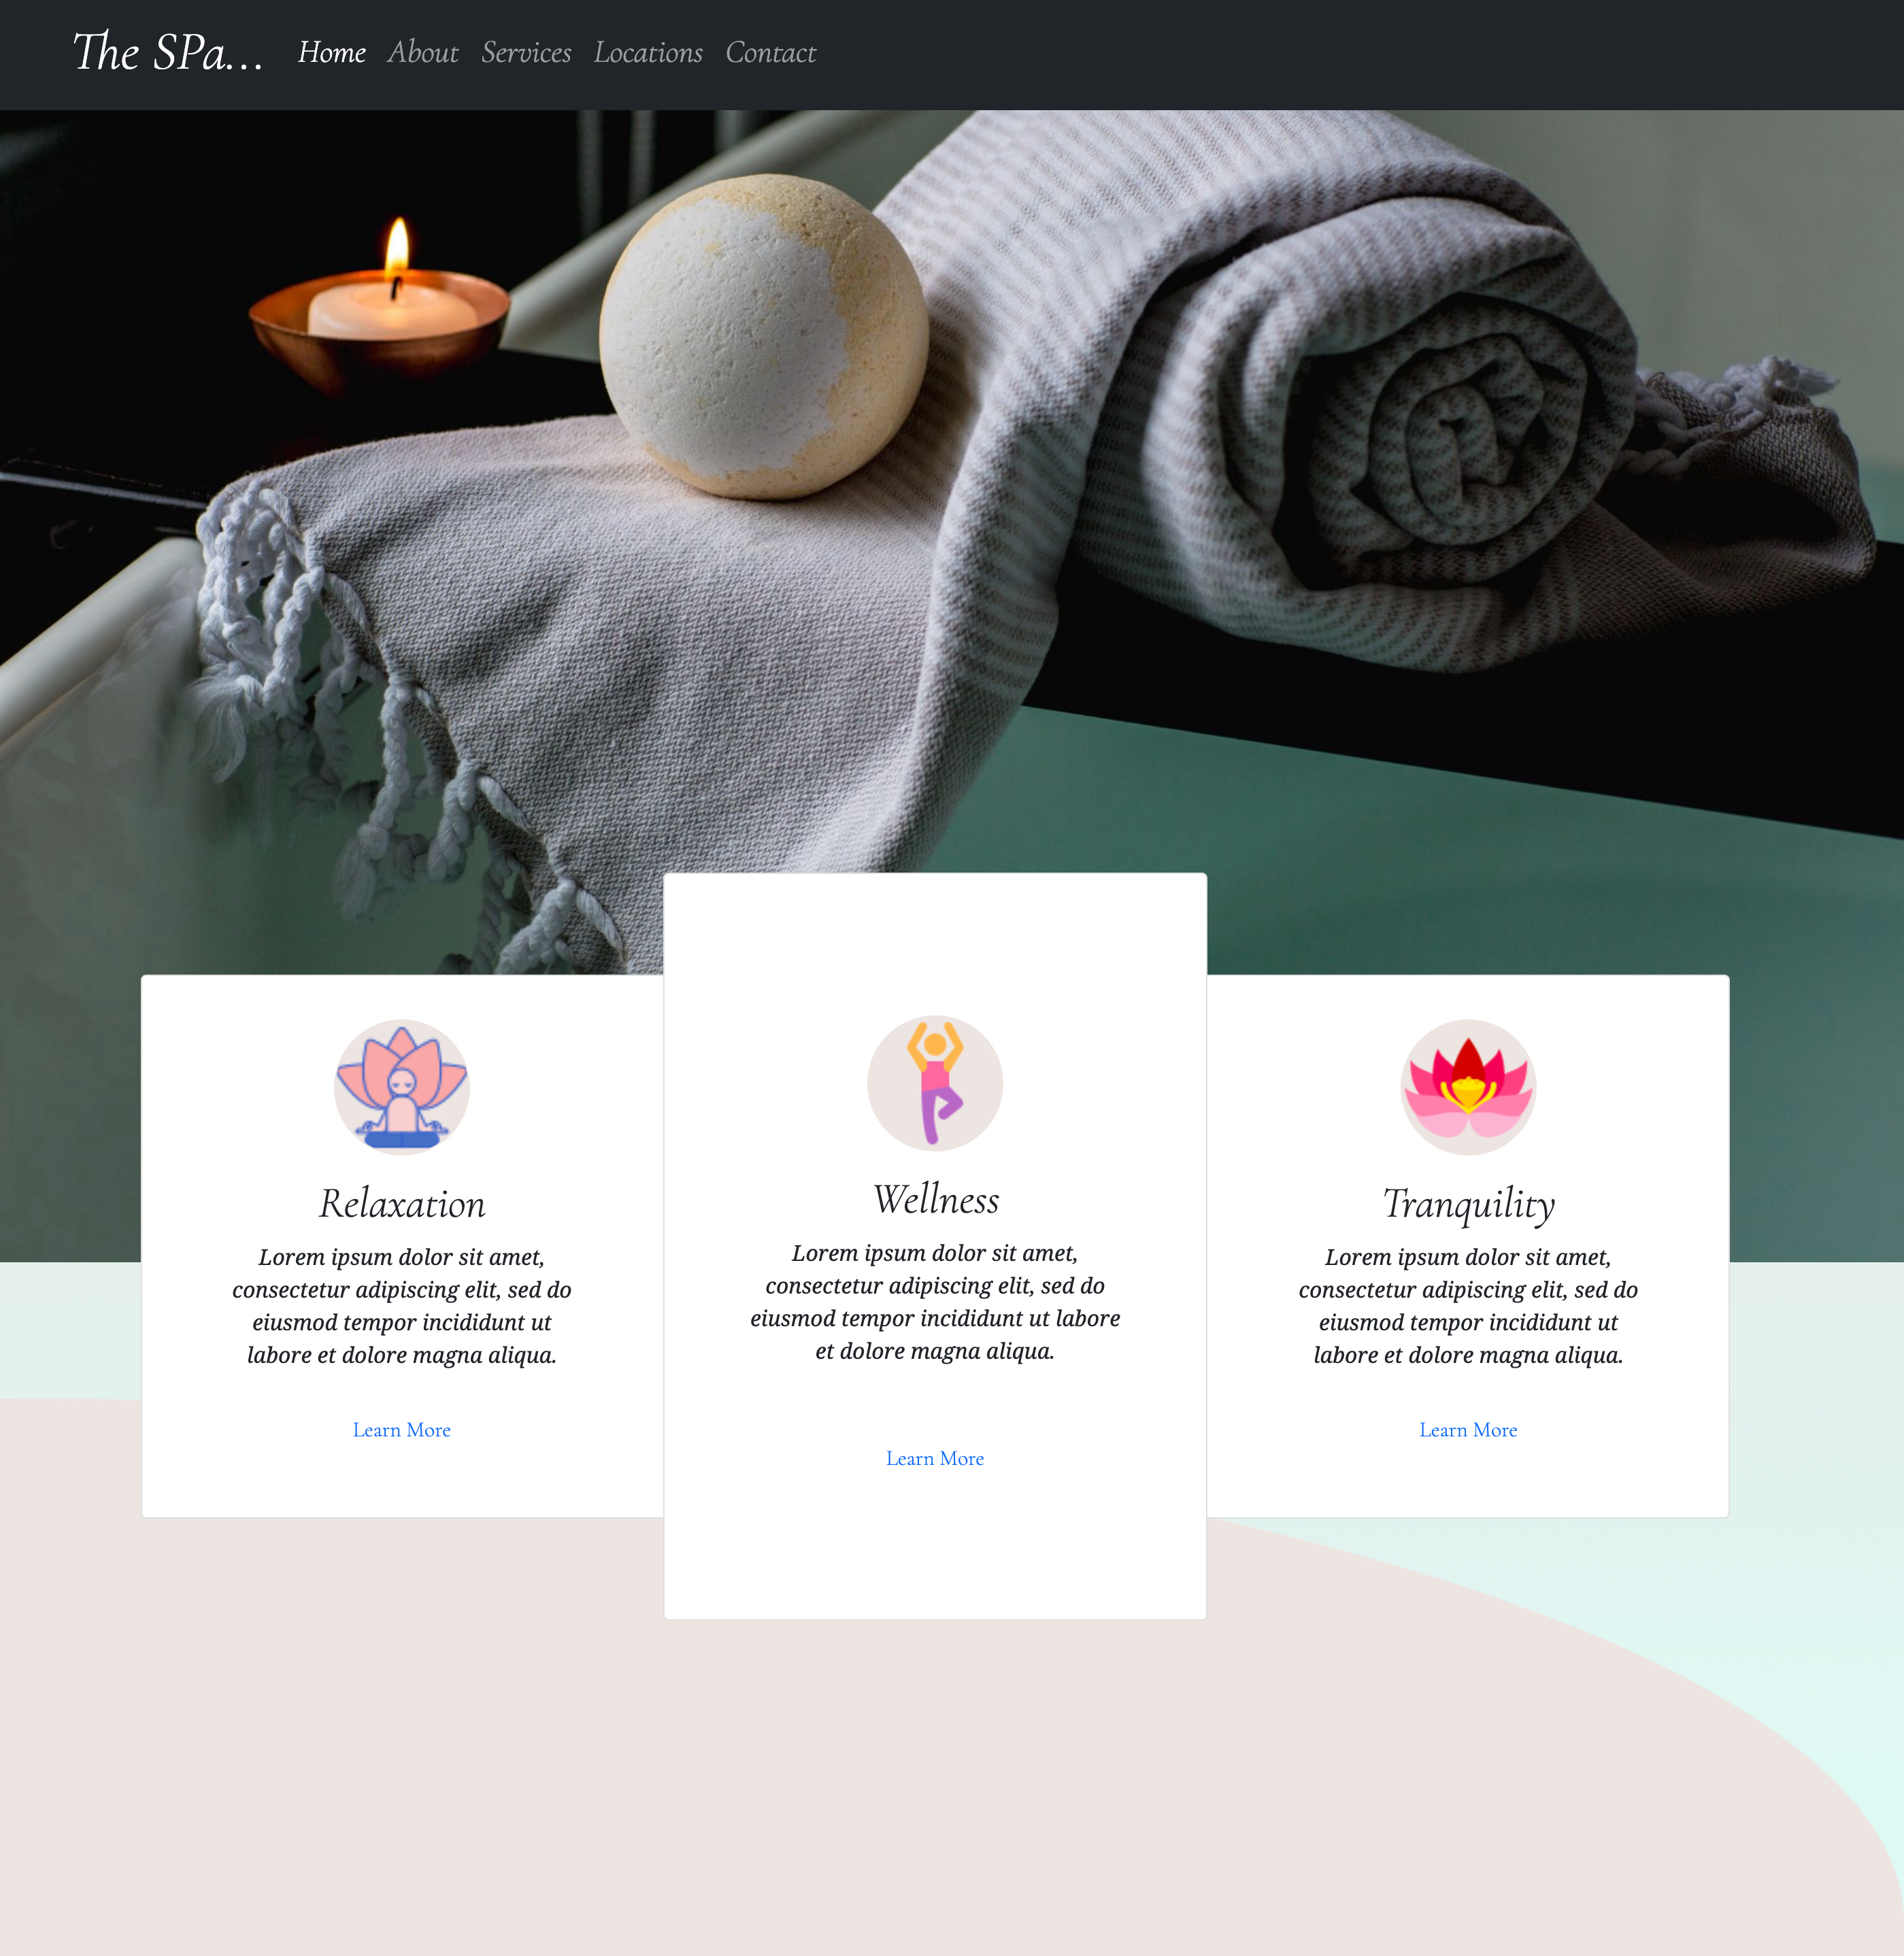 The SPa...
Home About Services Locations Contact
Relaxation
Lorem ipsum dolor sit amet,
consectetur adipiscing elit, sed do
eiusmod tempor incididunt ut
labore et dolore magna aliqua.
Learn More
Wellness
Lorem ipsum dolor sit amet,
consectetur adipiscing elit, sed do
eiusmod tempor incididunt ut labore
et dolore magna aliqua.
Learn More
Tranquility
Lorem ipsum dolor sit amet,
consectetur adipiscing elit, sed do
eiusmod tempor incididunt ut
labore et dolore magna aliqua.
Learn More